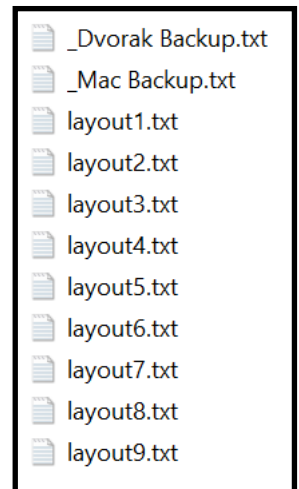 _Dvorak Backup.txt
_Mac Backup.txt
layout1.txt
layout2.txt
layout3.txt
layout4.txt
layout5.txt
layout6.txt
layout7.txt
layout8.txt
layout9.txt